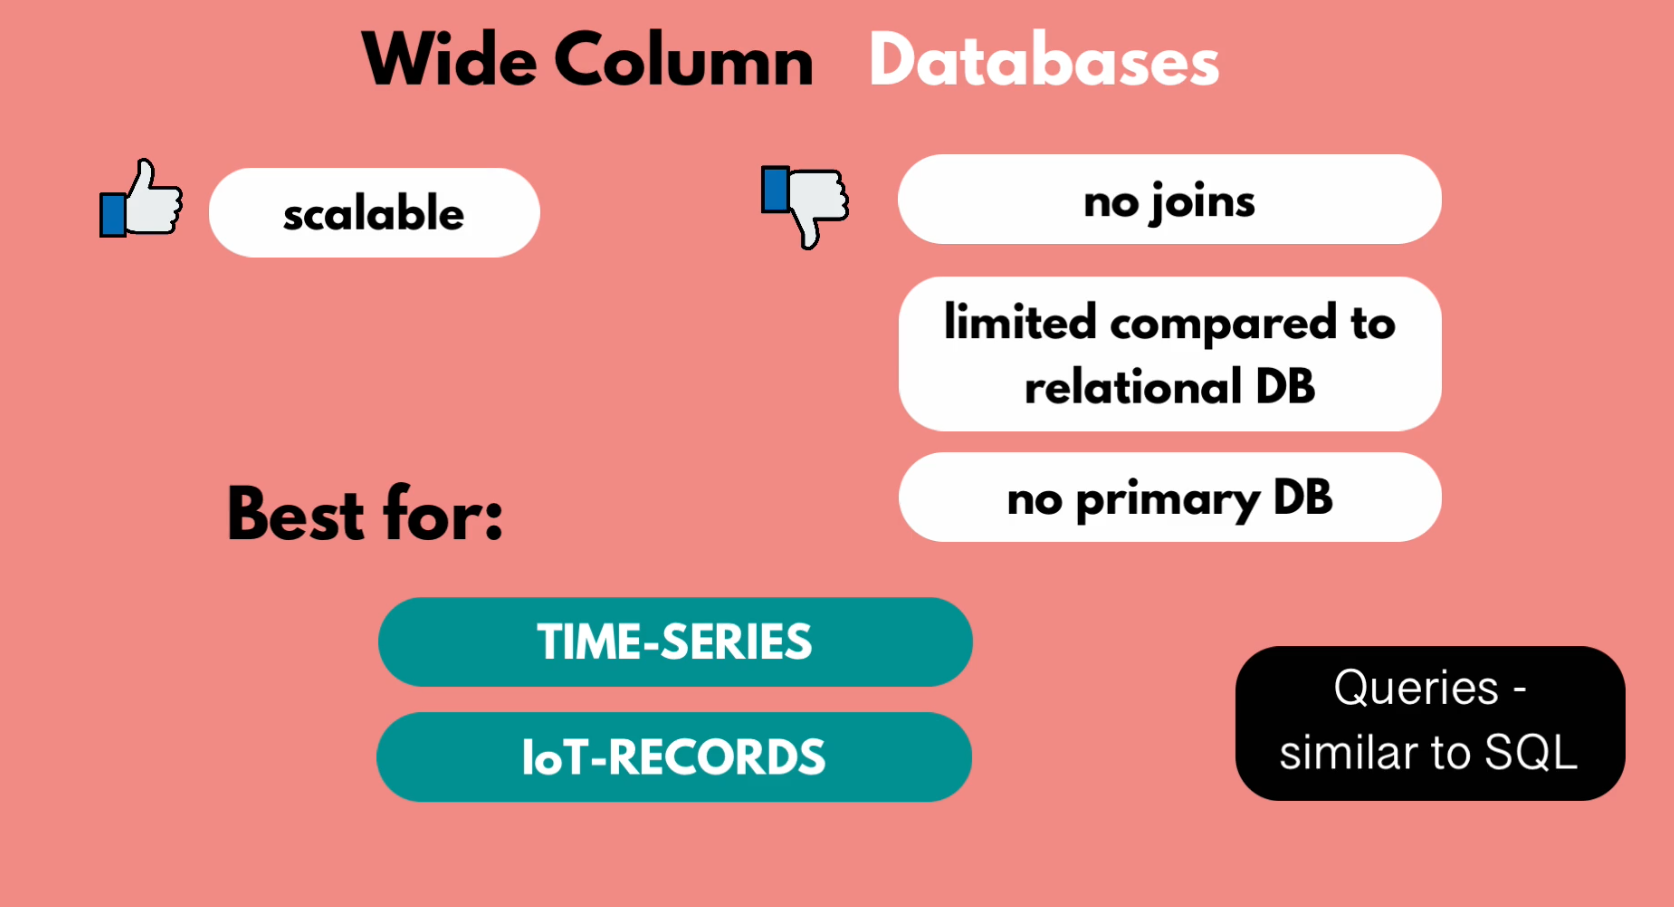 Wide Column Databases
scalable
no joins
limited compared to
relational DB
no primary DB
Best for:
TIME-SERIES
IoT-RECORDS
Queries -
similar to SQL